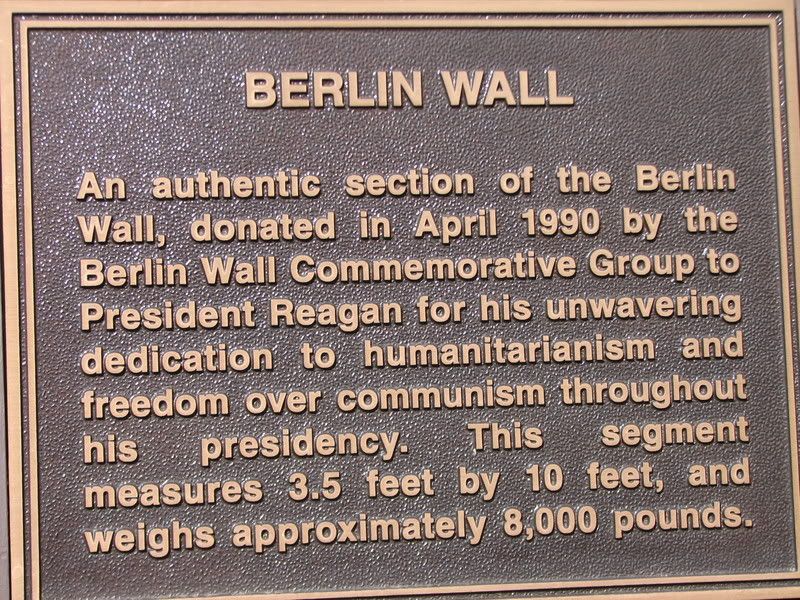 BERLIN WALL
An authentic section of the Berlin
Wall, donated in April 1990 by the
Berlin Wall Commemorative Group to
President Reagan for his unwavering
dedication to humanitarianism and
freedom over communism throughout
his presidency. This segment
measures 3.5 feet by 10 feet, and
weighs approximately 8,000 pounds.